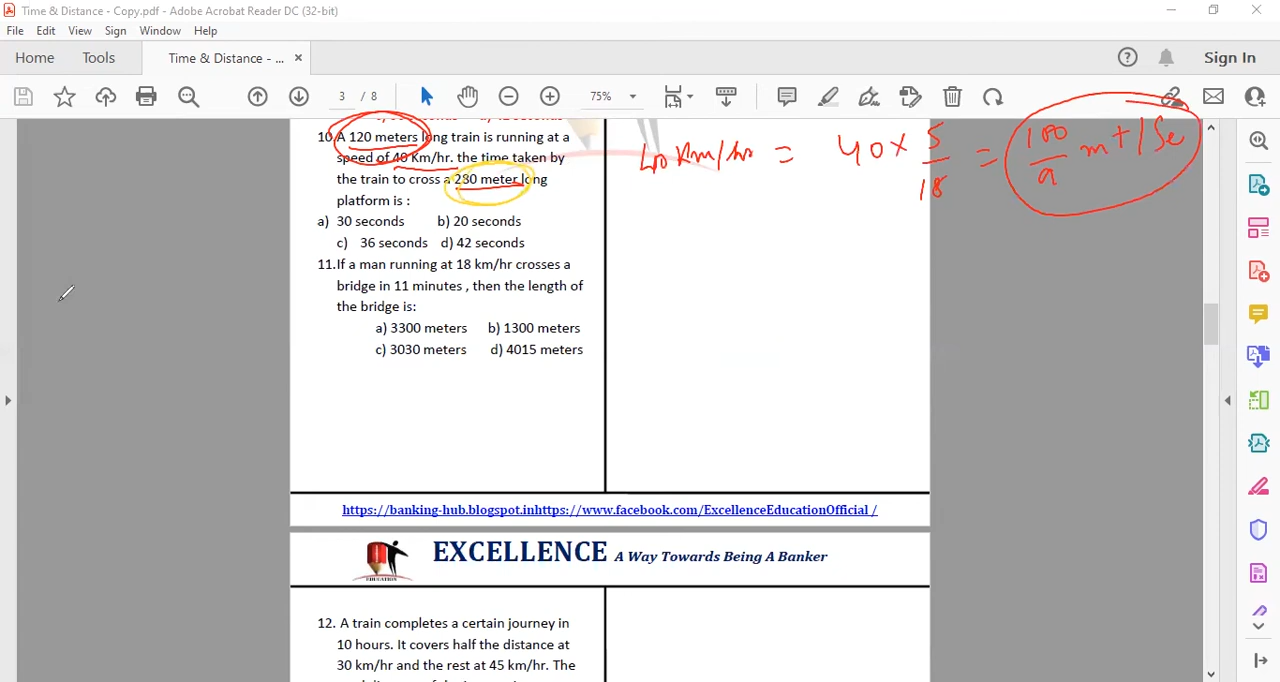 Time & Distance - Copy.pdf - Adobe Acrobat Reader DC (32-bit)
File Edit View Sign Window Help
Home Tools Time & Distance - ... × Sign In
3 / 8 75%
10.A 120 meters long train is running at a
speed of 40 Km/hr. the time taken by
the train to cross a 280 meter long
platform is :
a) 30 seconds b) 20 seconds
c) 36 seconds d) 42 seconds
40 Km/hr = 40 × 5/18 = 100/9 m+1 Se
11.If a man running at 18 km/hr crosses a
bridge in 11 minutes , then the length of
the bridge is:
a) 3300 meters b) 1300 meters
c) 3030 meters d) 4015 meters
https://banking-hub.blogspot.inhttps://www.facebook.com/ExcellenceEducationOfficial /
EDUCATION
EXCELLENCE A Way Towards Being A Banker
12. A train completes a certain journey in
10 hours. It covers half the distance at
30 km/hr and the rest at 45 km/hr. The